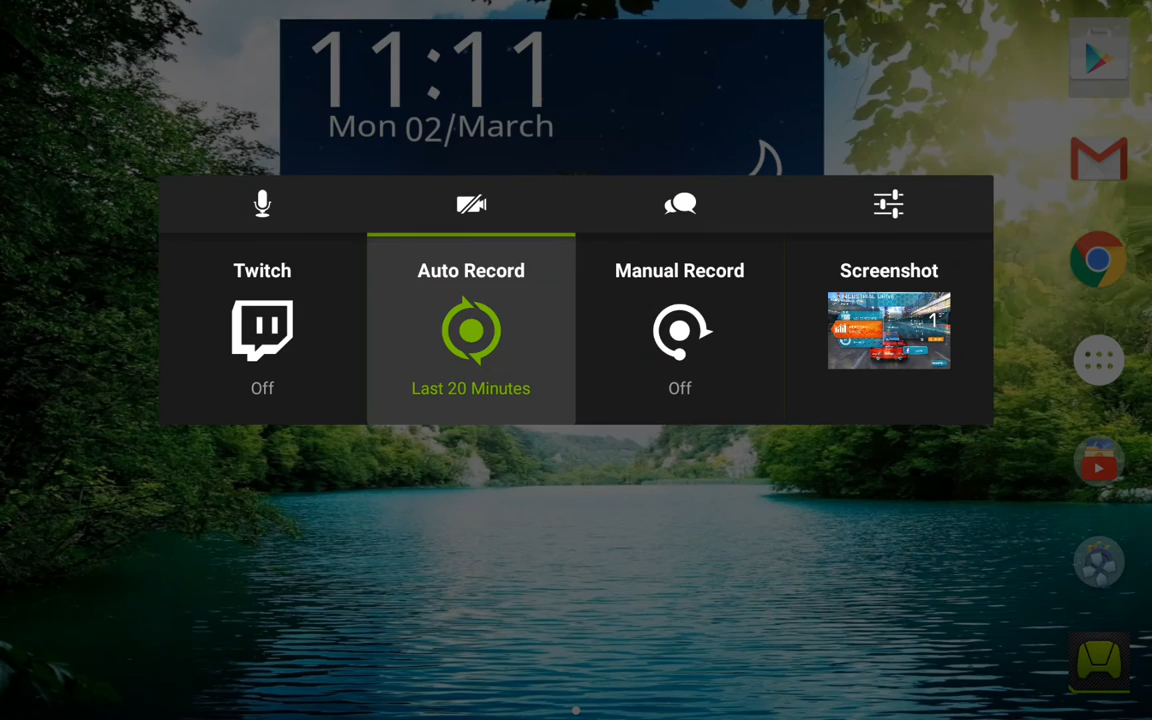 11:11
Mon 02/March
Twitch
Auto Record
Manual Record
Screenshot
Off
Last 20 Minutes
Off